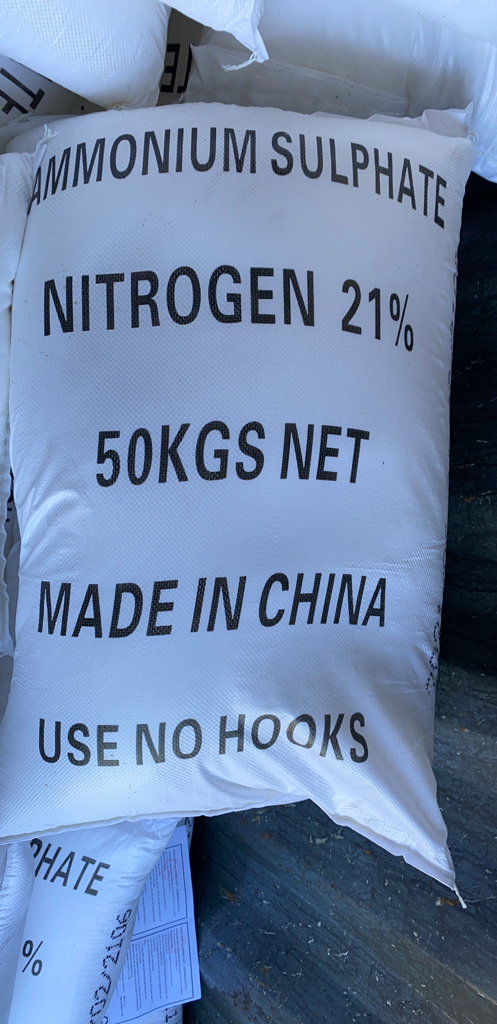 AMMONIUM SULPHATE
NITROGEN 21%
50KGS NET
MADE IN CHINA
USE NO HOOKS
PHATE
%